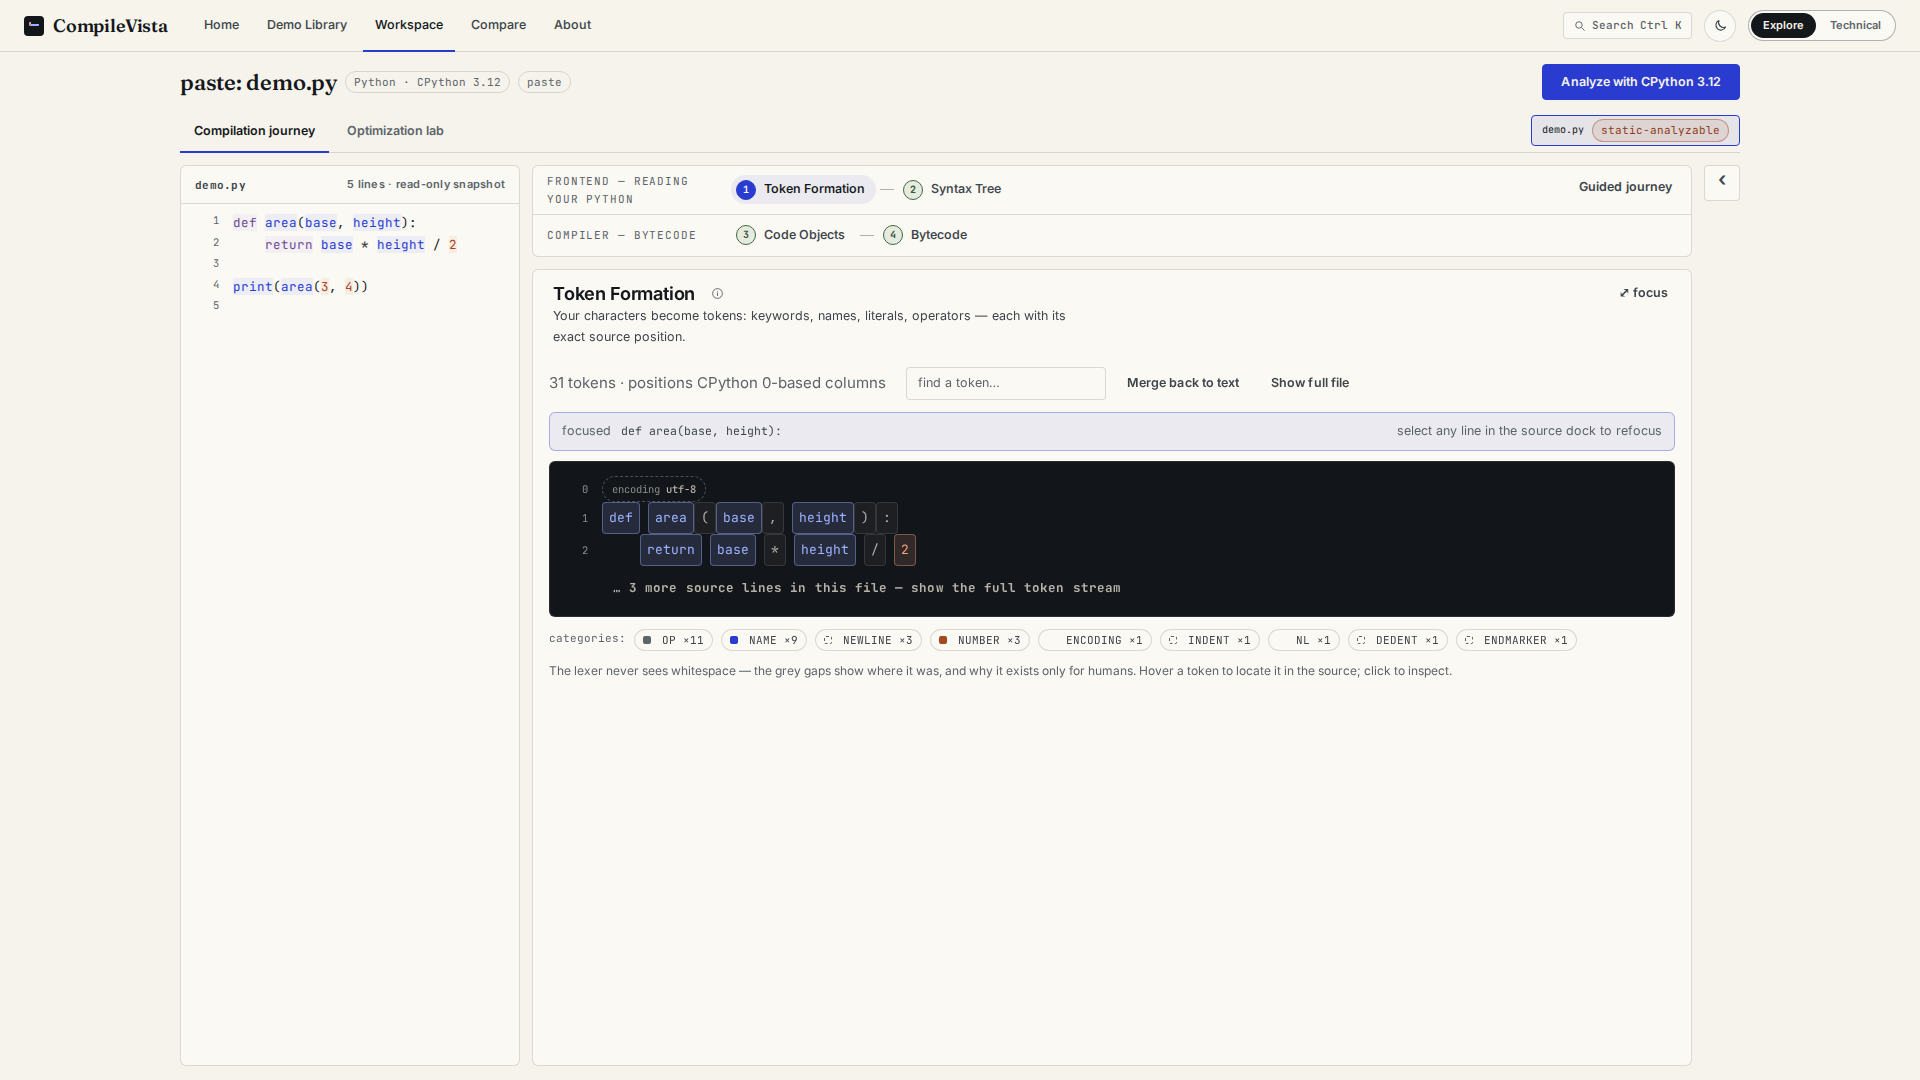 CompileVista Home Demo Library Workspace Compare About Search Ctrl K Explore Technical
paste: demo.py Python · CPython 3.12 paste Analyze with CPython 3.12
Compilation journey Optimization lab demo.py static-analyzable
demo.py 5 lines · read-only snapshot
1 def area(base, height):
2 return base * height / 2
3
4 print(area(3, 4))
5
FRONTEND — READING
YOUR PYTHON
1 Token Formation — 2 Syntax Tree Guided journey
COMPILER — BYTECODE 3 Code Objects — 4 Bytecode
Token Formation ⤢ focus
Your characters become tokens: keywords, names, literals, operators — each with its
exact source position.
31 tokens · positions CPython 0-based columns find a token... Merge back to text Show full file
focused def area(base, height): select any line in the source dock to refocus
0 encoding utf-8
1 def area ( base , height ) :
2 return base * height / 2
… 3 more source lines in this file — show the full token stream
categories: OP ×11 NAME ×9 NEWLINE ×3 NUMBER ×3 ENCODING ×1 INDENT ×1 NL ×1 DEDENT ×1 ENDMARKER ×1
The lexer never sees whitespace — the grey gaps show where it was, and why it exists only for humans. Hover a token to locate it in the source; click to inspect.